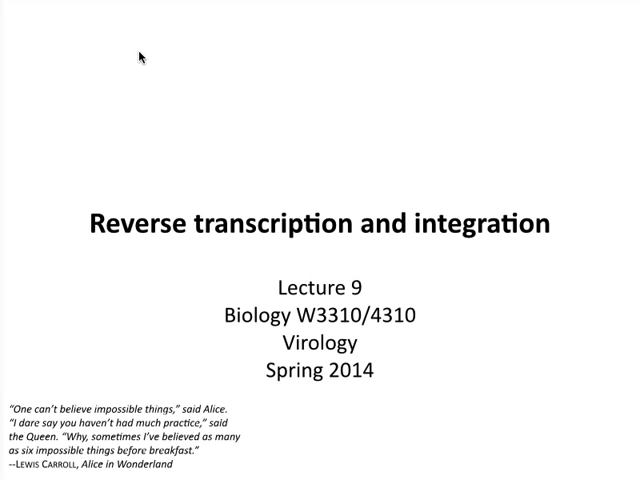 Reverse transcription and integration
Lecture 9
Biology W3310/4310
Virology
Spring 2014
“One can’t believe impossible things,” said Alice.
“I dare say you haven’t had much practice,” said
the Queen. “Why, sometimes I’ve believed as many
as six impossible things before breakfast.”
--LEWIS CARROLL, Alice in Wonderland